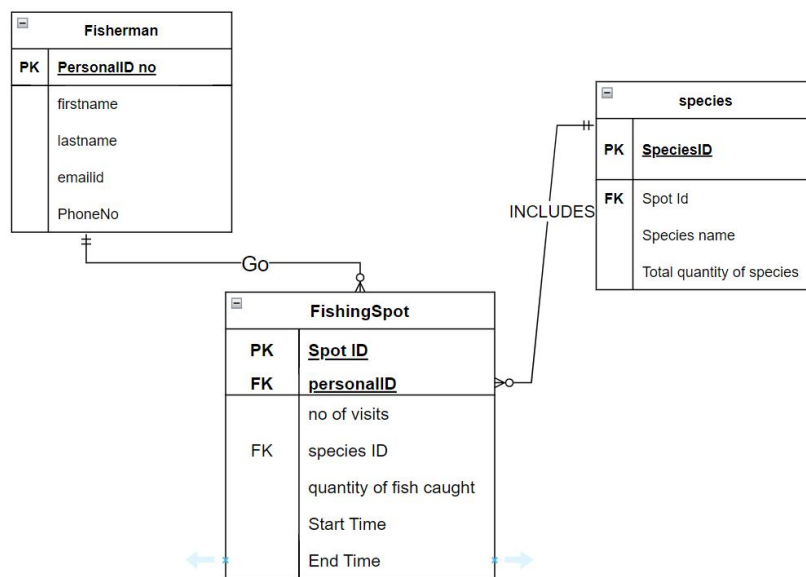 Fisherman
PK PersonalID no
firstname
lastname
emailid
PhoneNo
species
PK SpeciesID
FK Spot Id
Species name
Total quantity of species
INCLUDES
Go
FishingSpot
PK Spot ID
FK personalID
no of visits
FK species ID
quantity of fish caught
Start Time
End Time